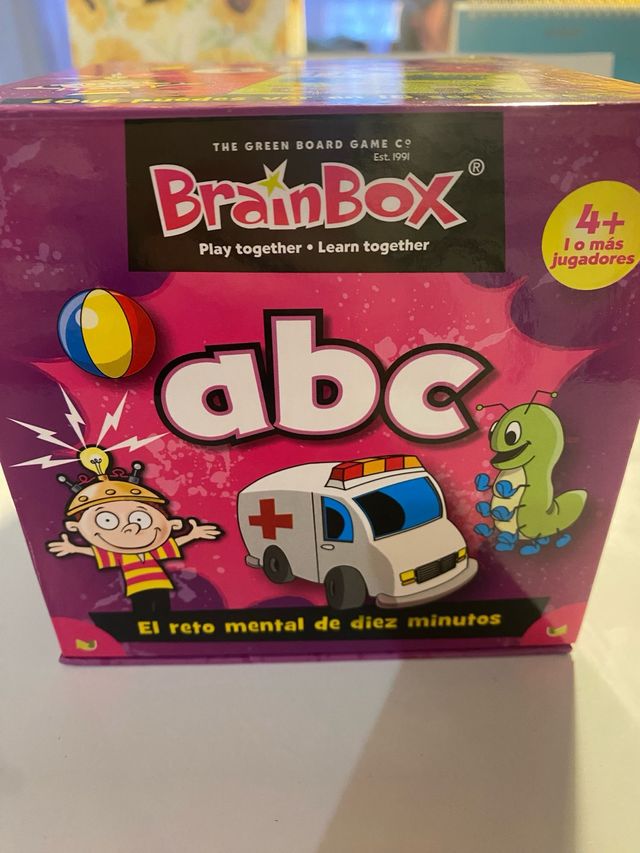 THE GREEN BOARD GAME Cº
Est. 1991
BrainBox®
Play together • Learn together
4+
1 o más
jugadores
abc
El reto mental de diez minutos